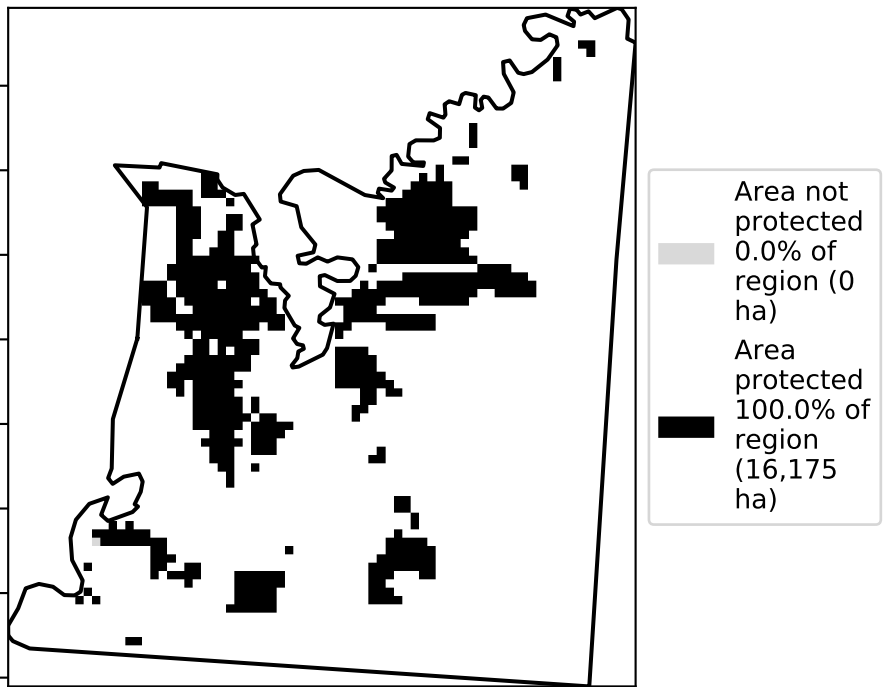 Area not
protected
0.0% of
region (0
ha)
Area
protected
100.0% of
region
(16,175
ha)